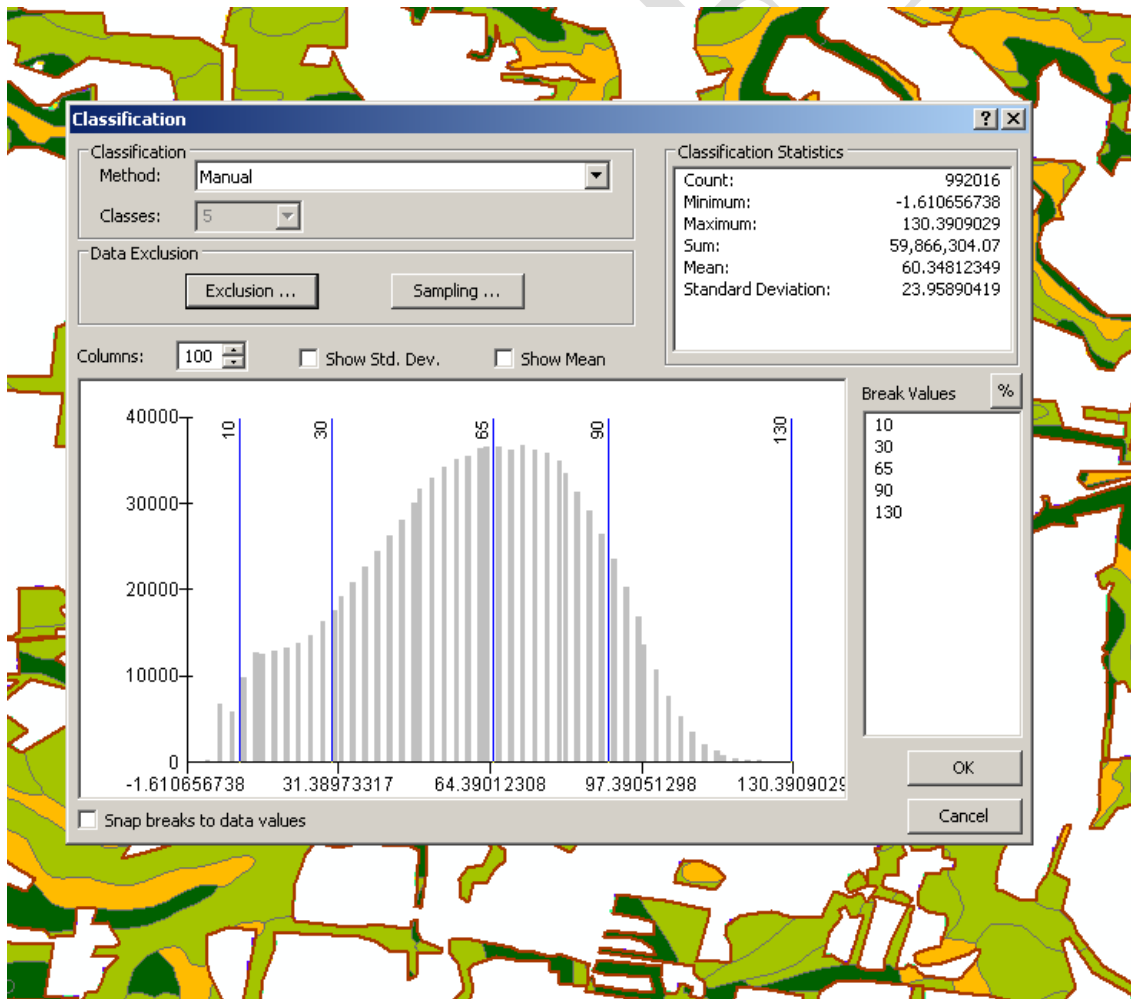 Classification
Classification
Method: Manual
Classes: 5
Data Exclusion
Exclusion ...
Sampling ...
Classification Statistics
Count: 992016
Minimum: -1.610656738
Maximum: 130.3909029
Sum: 59,866,304.07
Mean: 60.34812349
Standard Deviation: 23.95890419
Columns: 100
Show Std. Dev.
Show Mean
Break Values %
10
30
65
90
130
40000
30000
20000
10000
0
10 30 65 90 130
-1.610656738 31.38973317 64.39012308 97.39051298 130.3909029
Snap breaks to data values
OK
Cancel